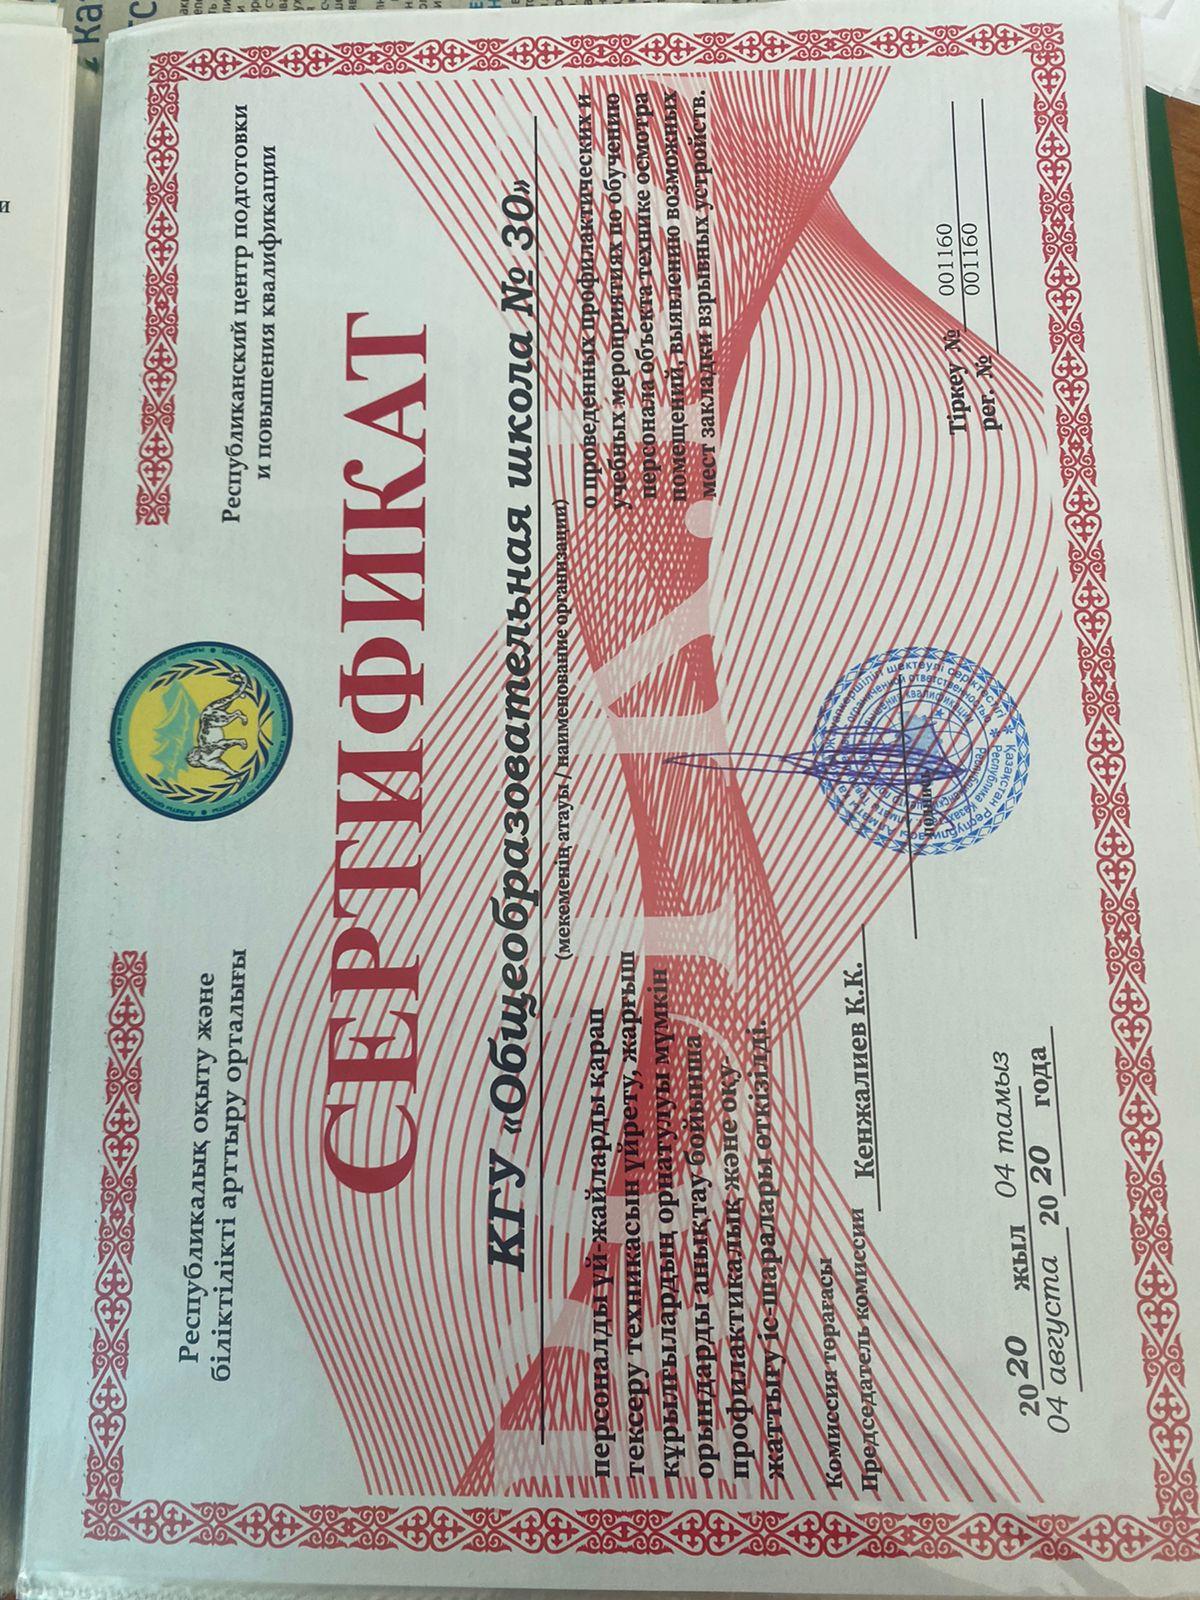 Республикалық оқыту және
біліктілікті арттыру орталығы
Республиканский центр подготовки
и повышения квалификации
СЕРТИФИКАТ
КГУ «Общеобразовательная школа № 30»
(мекеменің атауы / наименование организации)
персоналды үй-жайларды қарап
тексеру техникасын үйрету, жарғыш
құрылғылардың орнатулуы мүмкін
орындарды анықтау бойынша
профилактикалық және оқу-
жаттығу іс-шаралары өткізілді.
о проведенных профилактических и
учебных мероприятиях по обучению
персонала объекта технике осмотра
помещений, выявлению возможных
мест закладки взрывных устройств.
Комиссия төрағасы
Председатель комиссии Кенжалиев К.К.
подпись
2020 жыл 04 тамыз
04 августа 2020 года
Тіркеу № 001160
рег. № 001160